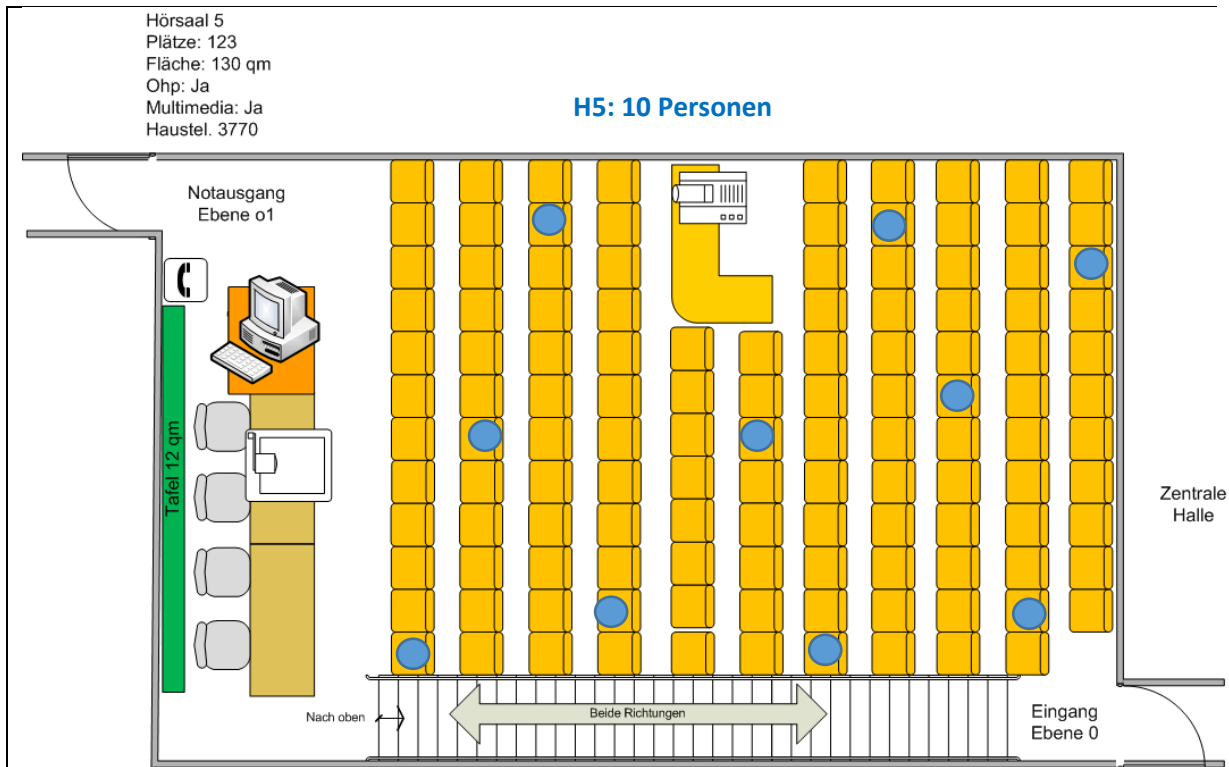 Hörsaal 5
Plätze: 123
Fläche: 130 qm
Ohp: Ja
Multimedia: Ja
Haustel. 3770
H5: 10 Personen
Notausgang
Ebene o1
Tafel 12 qm
Zentrale
Halle
Nach oben
Beide Richtungen
Eingang
Ebene 0